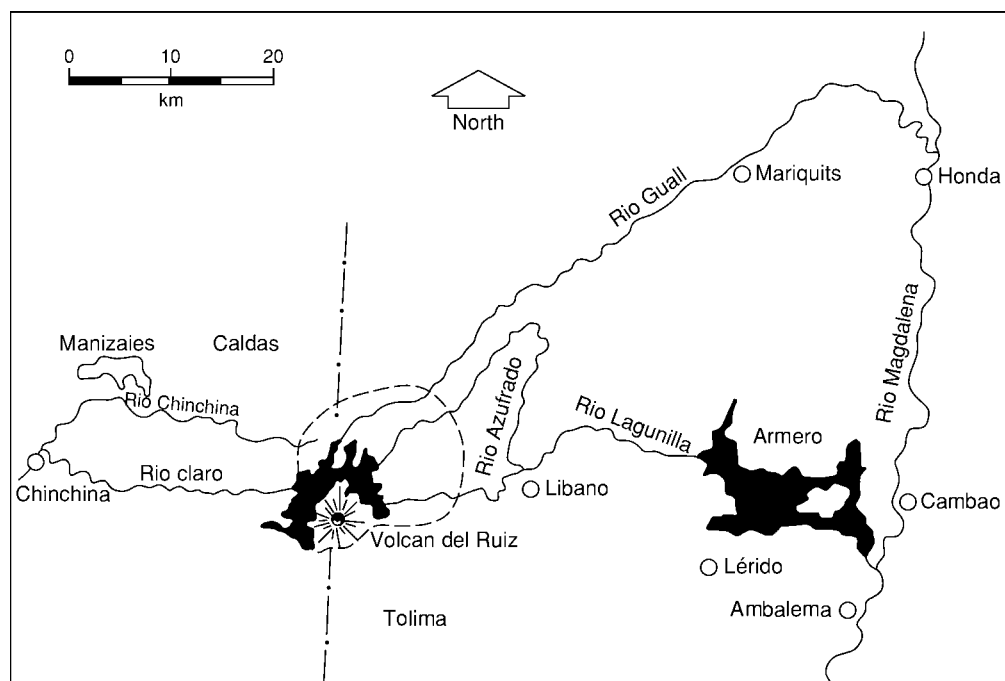 0 10 20
km
North
Mariquits
Honda
Rio Guall
Manizaies
Caldas
Rio Magdalena
Rio Chinchina
Rio Azufrado
Rio Lagunilla
Armero
Chinchina
Rio claro
Libano
Cambao
Volcan del Ruiz
Lérido
Ambalema
Tolima